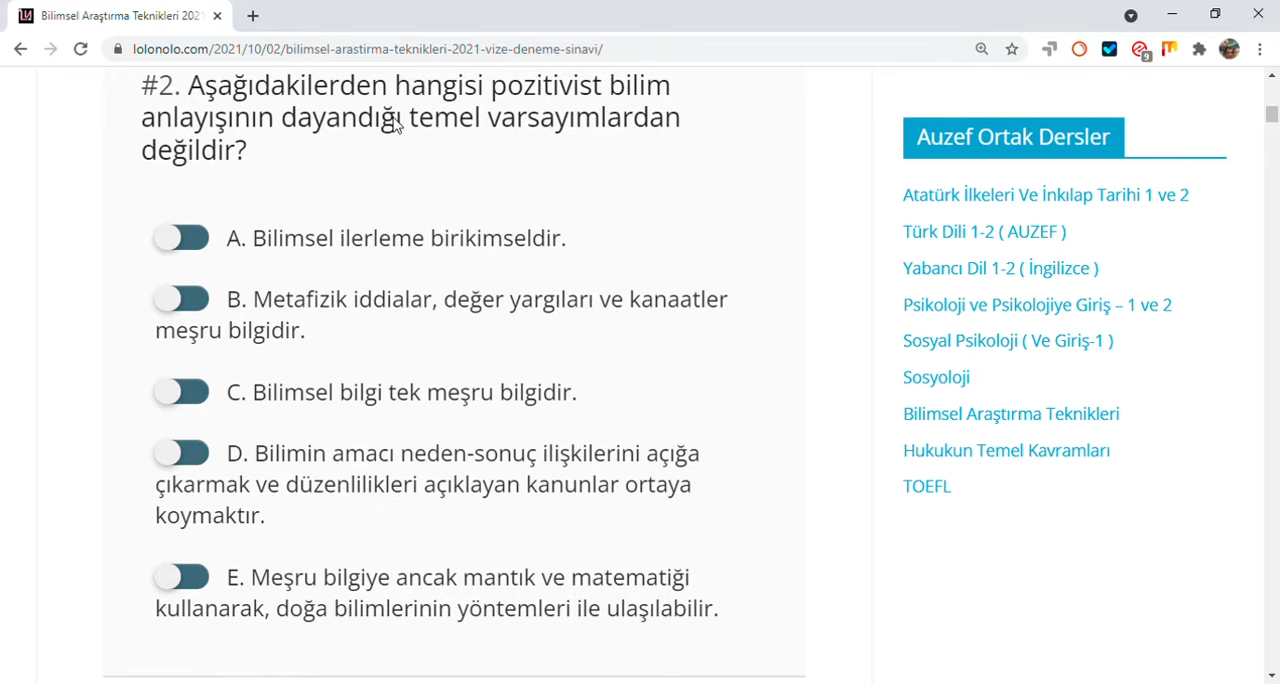 Bilimsel Araştırma Teknikleri 202
lolonolo.com/2021/10/02/bilimsel-arastirma-teknikleri-2021-vize-deneme-sinavi/
9
#2. Aşağıdakilerden hangisi pozitivist bilim
anlayışının dayandığı temel varsayımlardan
değildir?
A. Bilimsel ilerleme birikimseldir.
B. Metafizik iddialar, değer yargıları ve kanaatler
meşru bilgidir.
C. Bilimsel bilgi tek meşru bilgidir.
D. Bilimin amacı neden-sonuç ilişkilerini açığa
çıkarmak ve düzenlilikleri açıklayan kanunlar ortaya
koymaktır.
E. Meşru bilgiye ancak mantık ve matematiği
kullanarak, doğa bilimlerinin yöntemleri ile ulaşılabilir.
Auzef Ortak Dersler
Atatürk İlkeleri Ve İnkılap Tarihi 1 ve 2
Türk Dili 1-2 ( AUZEF )
Yabancı Dil 1-2 ( İngilizce )
Psikoloji ve Psikolojiye Giriş – 1 ve 2
Sosyal Psikoloji ( Ve Giriş-1 )
Sosyoloji
Bilimsel Araştırma Teknikleri
Hukukun Temel Kavramları
TOEFL